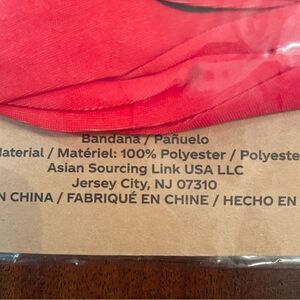 Bandana / Pañuelo
Material / Matériel: 100% Polyester / Polyeste
Asian Sourcing Link USA LLC
Jersey City, NJ 07310
N CHINA / FABRIQUÉ EN CHINE / HECHO EN